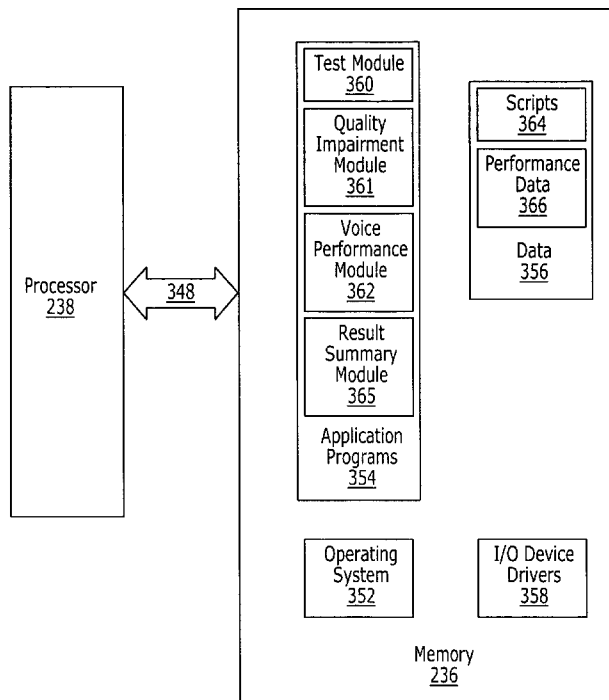 Processor
238
348
Test Module
360
Quality
Impairment
Module
361
Voice
Performance
Module
362
Result
Summary
Module
365
Application
Programs
354
Scripts
364
Performance
Data
366
Data
356
Operating
System
352
I/O Device
Drivers
358
Memory
236